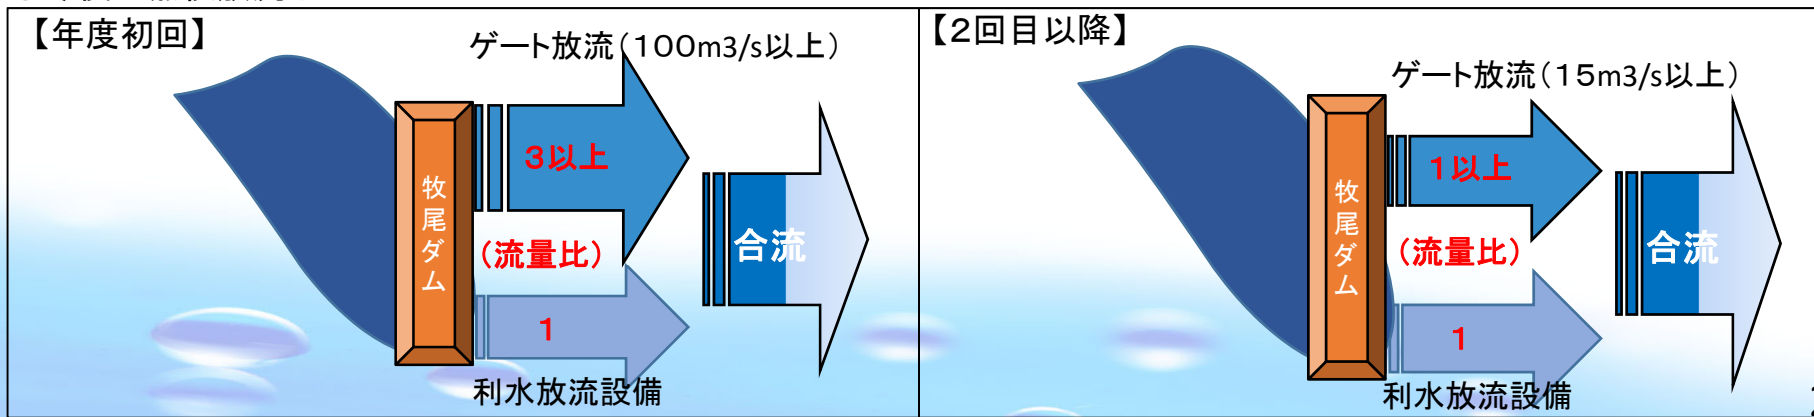 【年度初回】
ゲート放流（100m3/s以上）
3以上
牧尾ダム
（流量比）
合流
1
利水放流設備
【2回目以降】
ゲート放流（15m3/s以上）
1以上
牧尾ダム
（流量比）
合流
1
利水放流設備